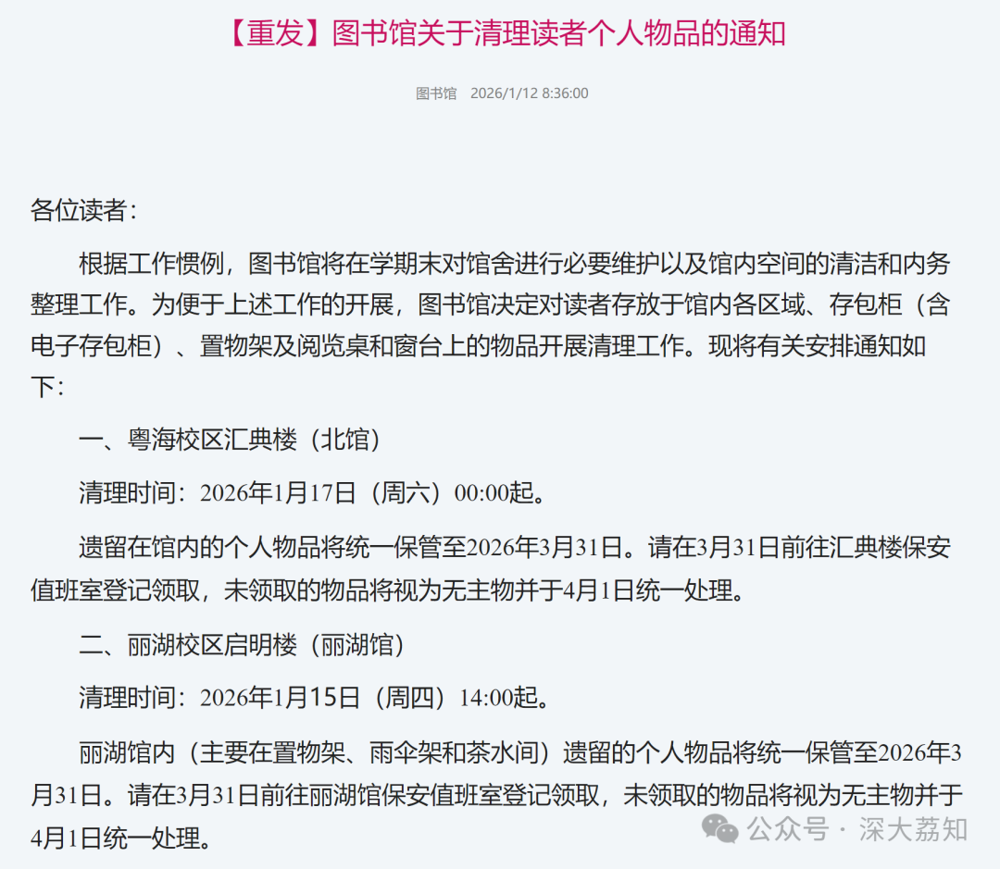 【重发】图书馆关于清理读者个人物品的通知
图书馆 2026/1/12 8:36:00
各位读者：
根据工作惯例，图书馆将在学期末对馆舍进行必要维护以及馆内空间的清洁和内务
整理工作。为便于上述工作的开展，图书馆决定对读者存放于馆内各区域、存包柜（含
电子存包柜）、置物架及阅览桌和窗台上的物品开展清理工作。现将有关安排通知如
下：
一、粤海校区汇典楼（北馆）
清理时间：2026年1月17日（周六）00:00起。
遗留在馆内的个人物品将统一保管至2026年3月31日。请在3月31日前往汇典楼保安
值班室登记领取，未领取的物品将视为无主物并于4月1日统一处理。
二、丽湖校区启明楼（丽湖馆）
清理时间：2026年1月15日（周四）14:00起。
丽湖馆内（主要在置物架、雨伞架和茶水间）遗留的个人物品将统一保管至2026年3
月31日。请在3月31日前往丽湖馆保安值班室登记领取，未领取的物品将视为无主物并于
4月1日统一处理。
公众号 · 深大荔知